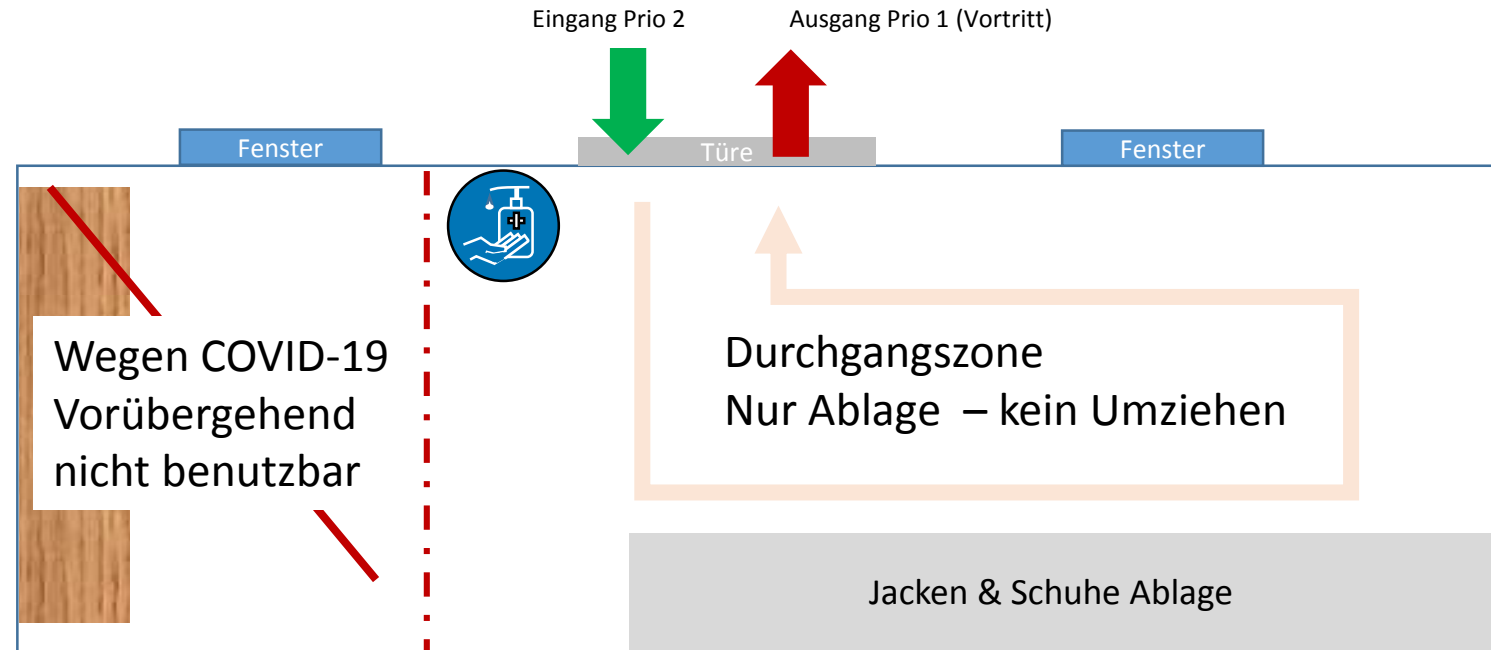 Eingang Prio 2
Ausgang Prio 1 (Vortritt)
Fenster
Türe
Fenster
Wegen COVID-19
Vorübergehend
nicht benutzbar
Durchgangszone
Nur Ablage – kein Umziehen
Jacken & Schuhe Ablage